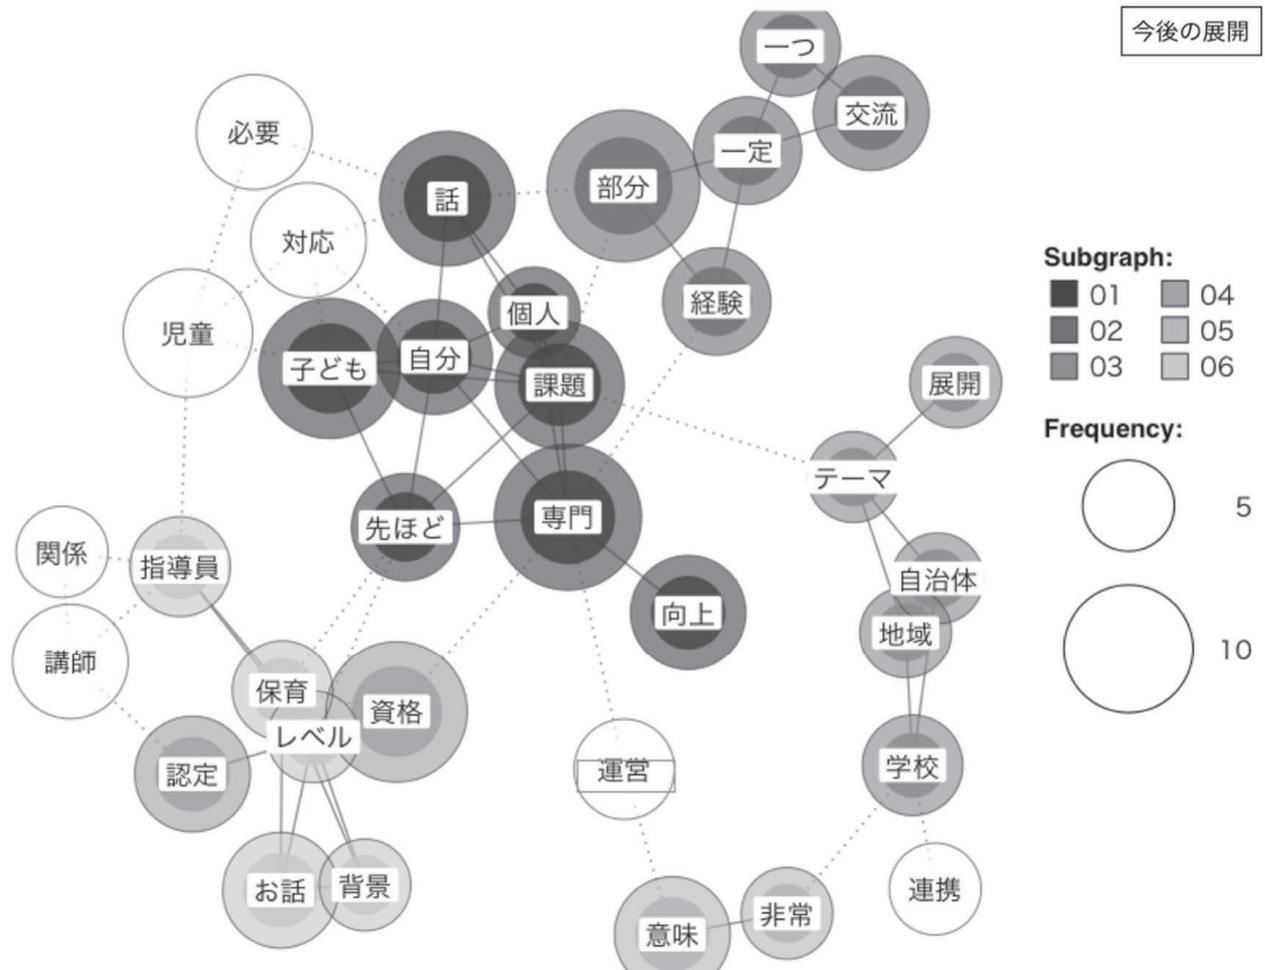 今後の展開
一つ
交流
必要
一定
話
部分
対応
経験
個人
児童
自分
子ども
課題
展開
テーマ
専門
先ほど
関係
指導員
自治体
向上
地域
講師
保育
資格
レベル
認定
運営
学校
お話
背景
連携
非常
意味
Subgraph:
01 04
02 05
03 06
Frequency:
5
10